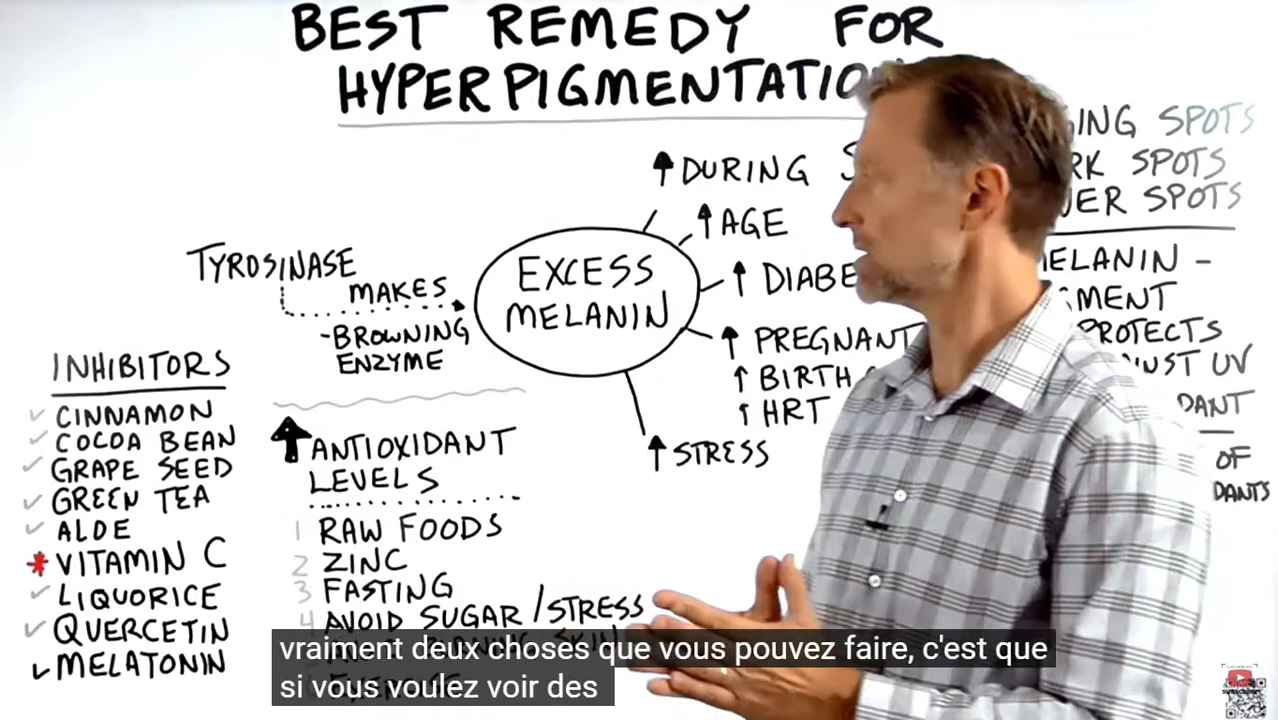 BEST REMEDY FOR
HYPERPIGMENTATIO
TYROSINASE
MAKES
-BROWNING
ENZYME
EXCESS
MELANIN
DURING
AGE
DIABE
PREGNANT
BIRTH
HRT
STRESS
ING SPOTS
RK SPOTS
VER SPOTS
MELANIN -
GMENT
PROTECTS
NST UV
DANT
OF
DANTS
INHIBITORS
CINNAMON
COCOA BEAN
GRAPE SEED
GREEN TEA
ALOE
* VITAMIN C
LIQUORICE
QUERCETIN
MELATONIN
ANTIOXIDANT
LEVELS
1 RAW FOODS
2 ZINC
3 FASTING
4 AVOID SUGAR / STRESS
vraiment deux choses que vous pouvez faire, c'est que
si vous voulez voir des
SUBSCRIBE